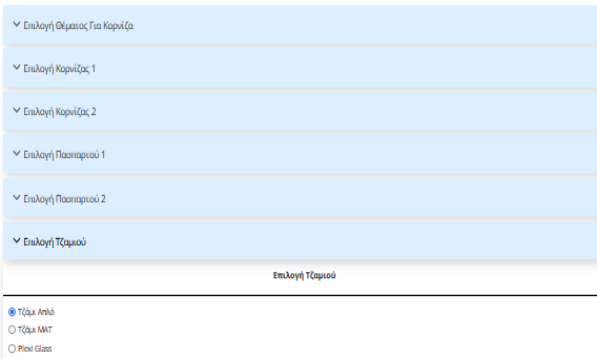 Επιλογή Θέματος Για Κορνίζα
Επιλογή Κορνίζας 1
Επιλογή Κορνίζας 2
Επιλογή Πασπαρτού 1
Επιλογή Πασπαρτού 2
Επιλογή Τζαμιού
Επιλογή Τζαμιού
Τζάμι Απλό
Τζάμι ΜΑΤ
Plexi Glass